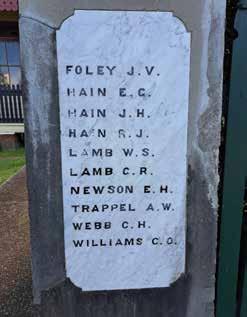 FOLEY J.V.
HAIN E.G.
HAIN J.H.
HAIN R.J.
LAMB W.S.
LAMB C.R.
NEWSON E.H.
TRAPPEL A.W.
WEBB C.H.
WILLIAMS C.O.